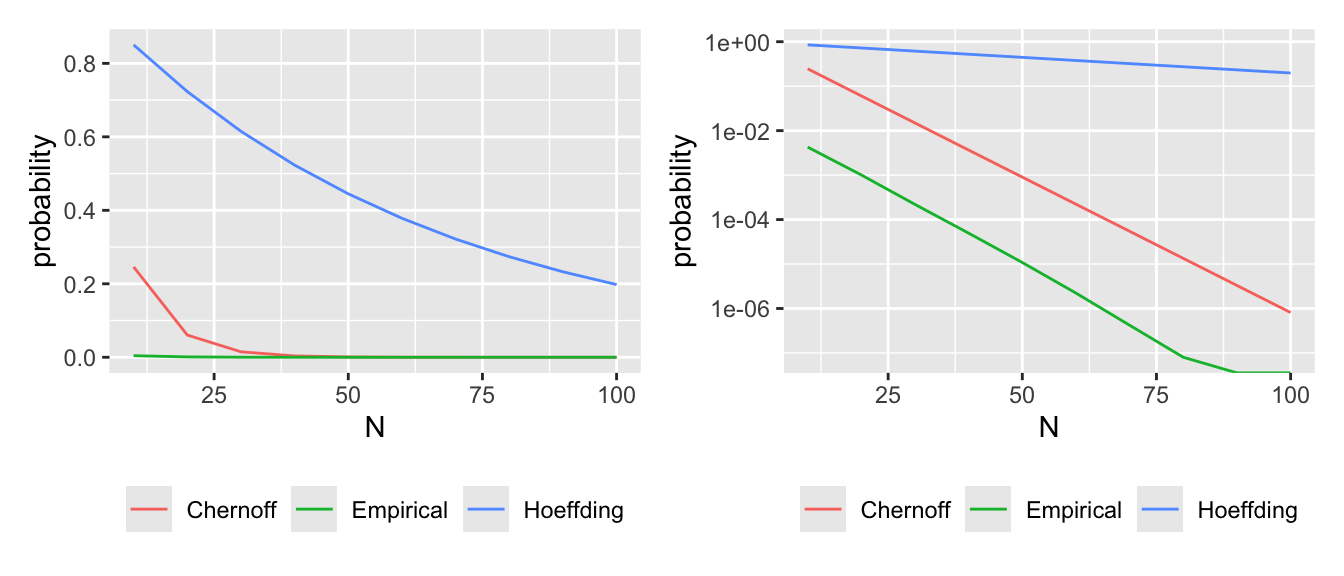 probability
0.8
0.6
0.4
0.2
0.0
25 50 75 100
N
Chernoff Empirical Hoeffding
probability
1e+00
1e-02
1e-04
1e-06
25 50 75 100
N
Chernoff Empirical Hoeffding